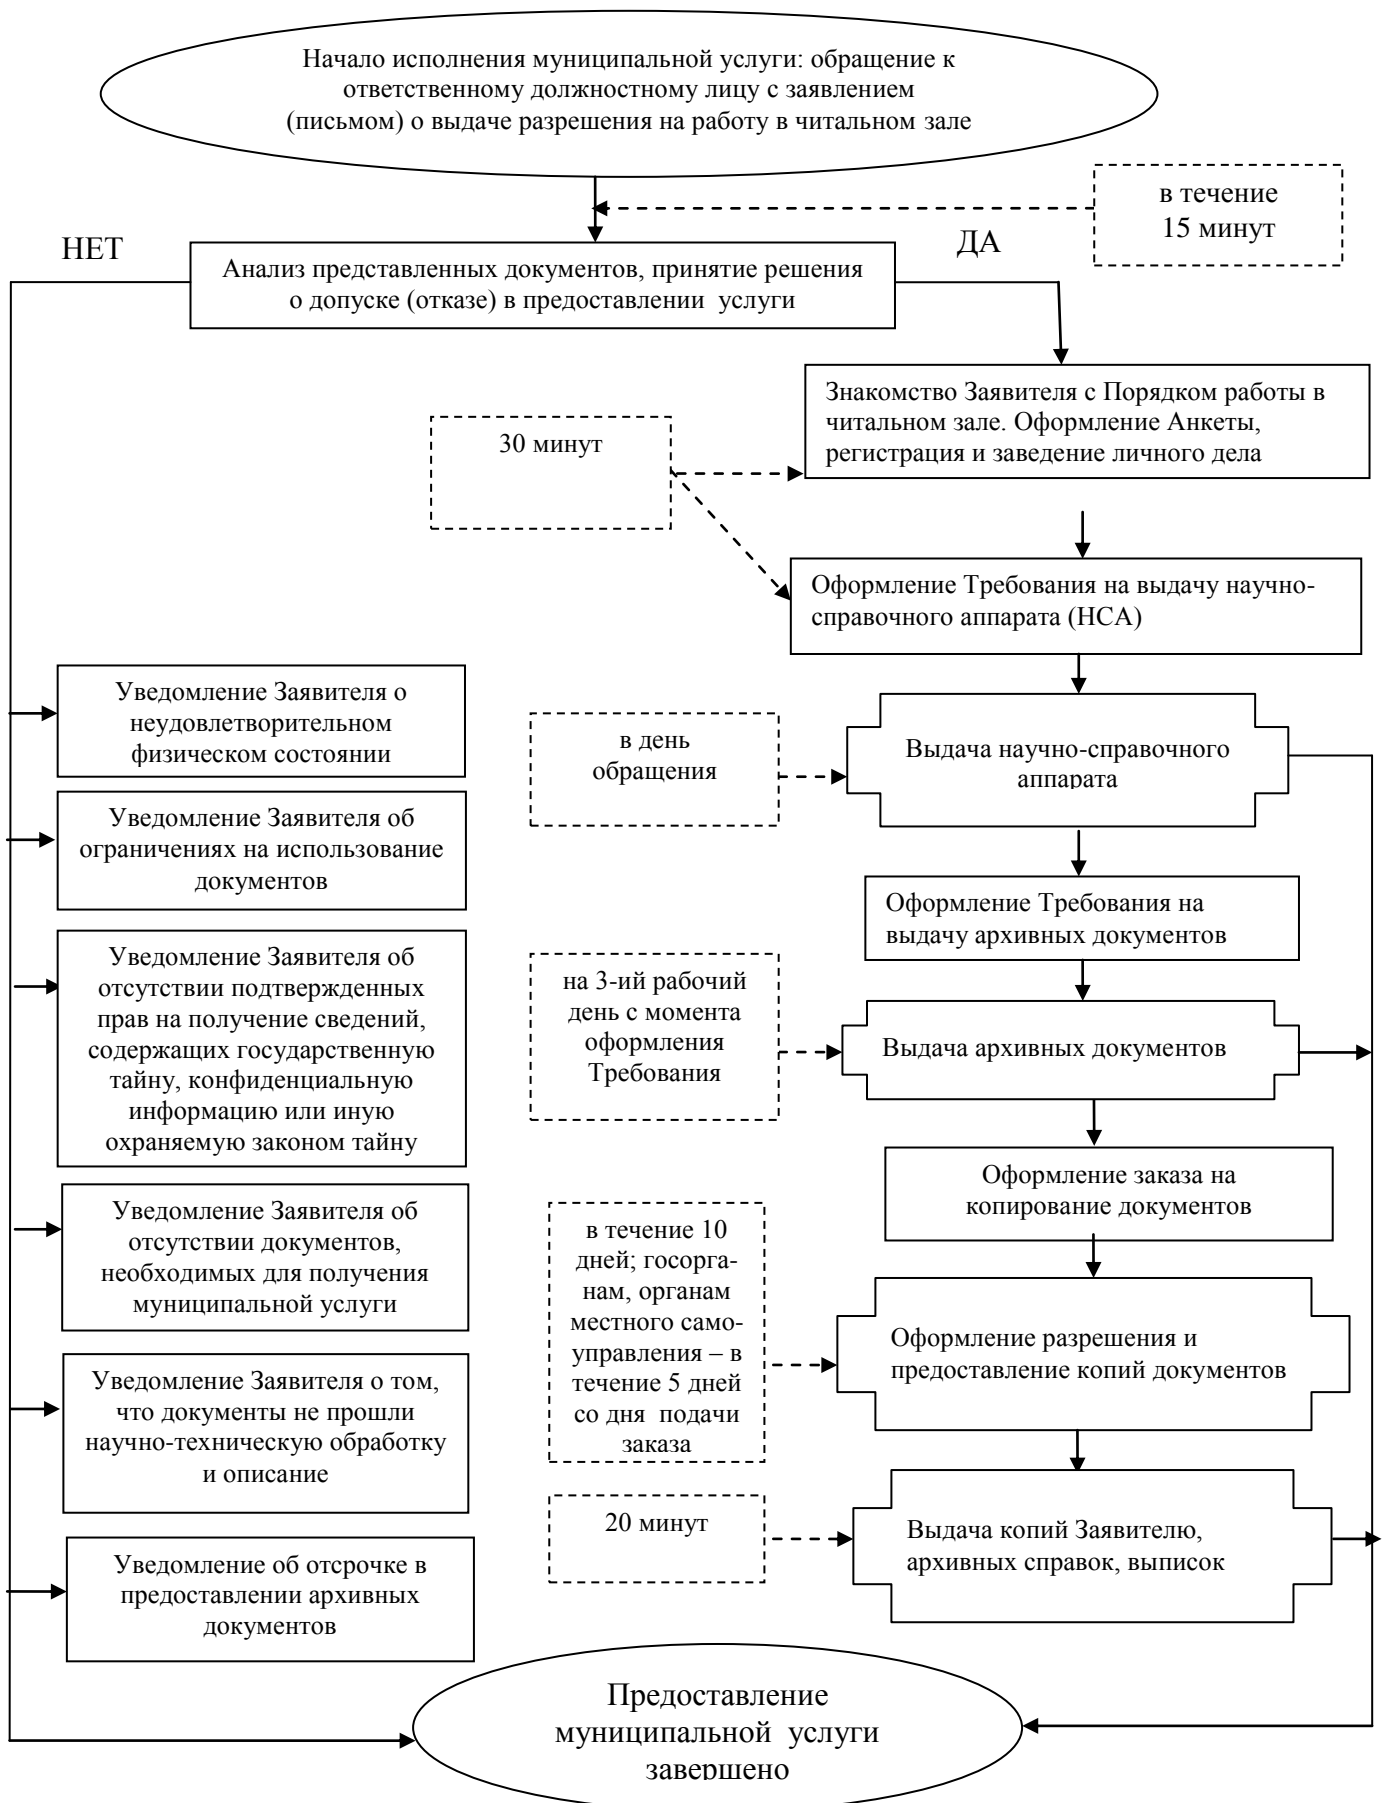 Начало исполнения муниципальной услуги: обращение к
ответственному должностному лицу с заявлением
(письмом) о выдаче разрешения на работу в читальном зале
в течение
15 минут
НЕТ
ДА
Анализ представленных документов, принятие решения
о допуске (отказе) в предоставлении услуги
Знакомство Заявителя с Порядком работы в
читальном зале. Оформление Анкеты,
регистрация и заведение личного дела
30 минут
Оформление Требования на выдачу научно-
справочного аппарата (НСА)
Уведомление Заявителя о
неудовлетворительном
физическом состоянии
в день
обращения
Выдача научно-справочного
аппарата
Уведомление Заявителя об
ограничениях на использование
документов
Оформление Требования на
выдачу архивных документов
Уведомление Заявителя об
отсутствии подтвержденных
прав на получение сведений,
содержащих государственную
тайну, конфиденциальную
информацию или иную
охраняемую законом тайну
на 3-ий рабочий
день с момента
оформления
Требования
Выдача архивных документов
Оформление заказа на
копирование документов
Уведомление Заявителя об
отсутствии документов,
необходимых для получения
муниципальной услуги
в течение 10
дней; госорга-
нам, органам
местного само-
управления – в
течение 5 дней
со дня подачи
заказа
Оформление разрешения и
предоставление копий документов
Уведомление Заявителя о том,
что документы не прошли
научно-техническую обработку
и описание
20 минут
Выдача копий Заявителю,
архивных справок, выписок
Уведомление об отсрочке в
предоставлении архивных
документов
Предоставление
муниципальной услуги
завершено